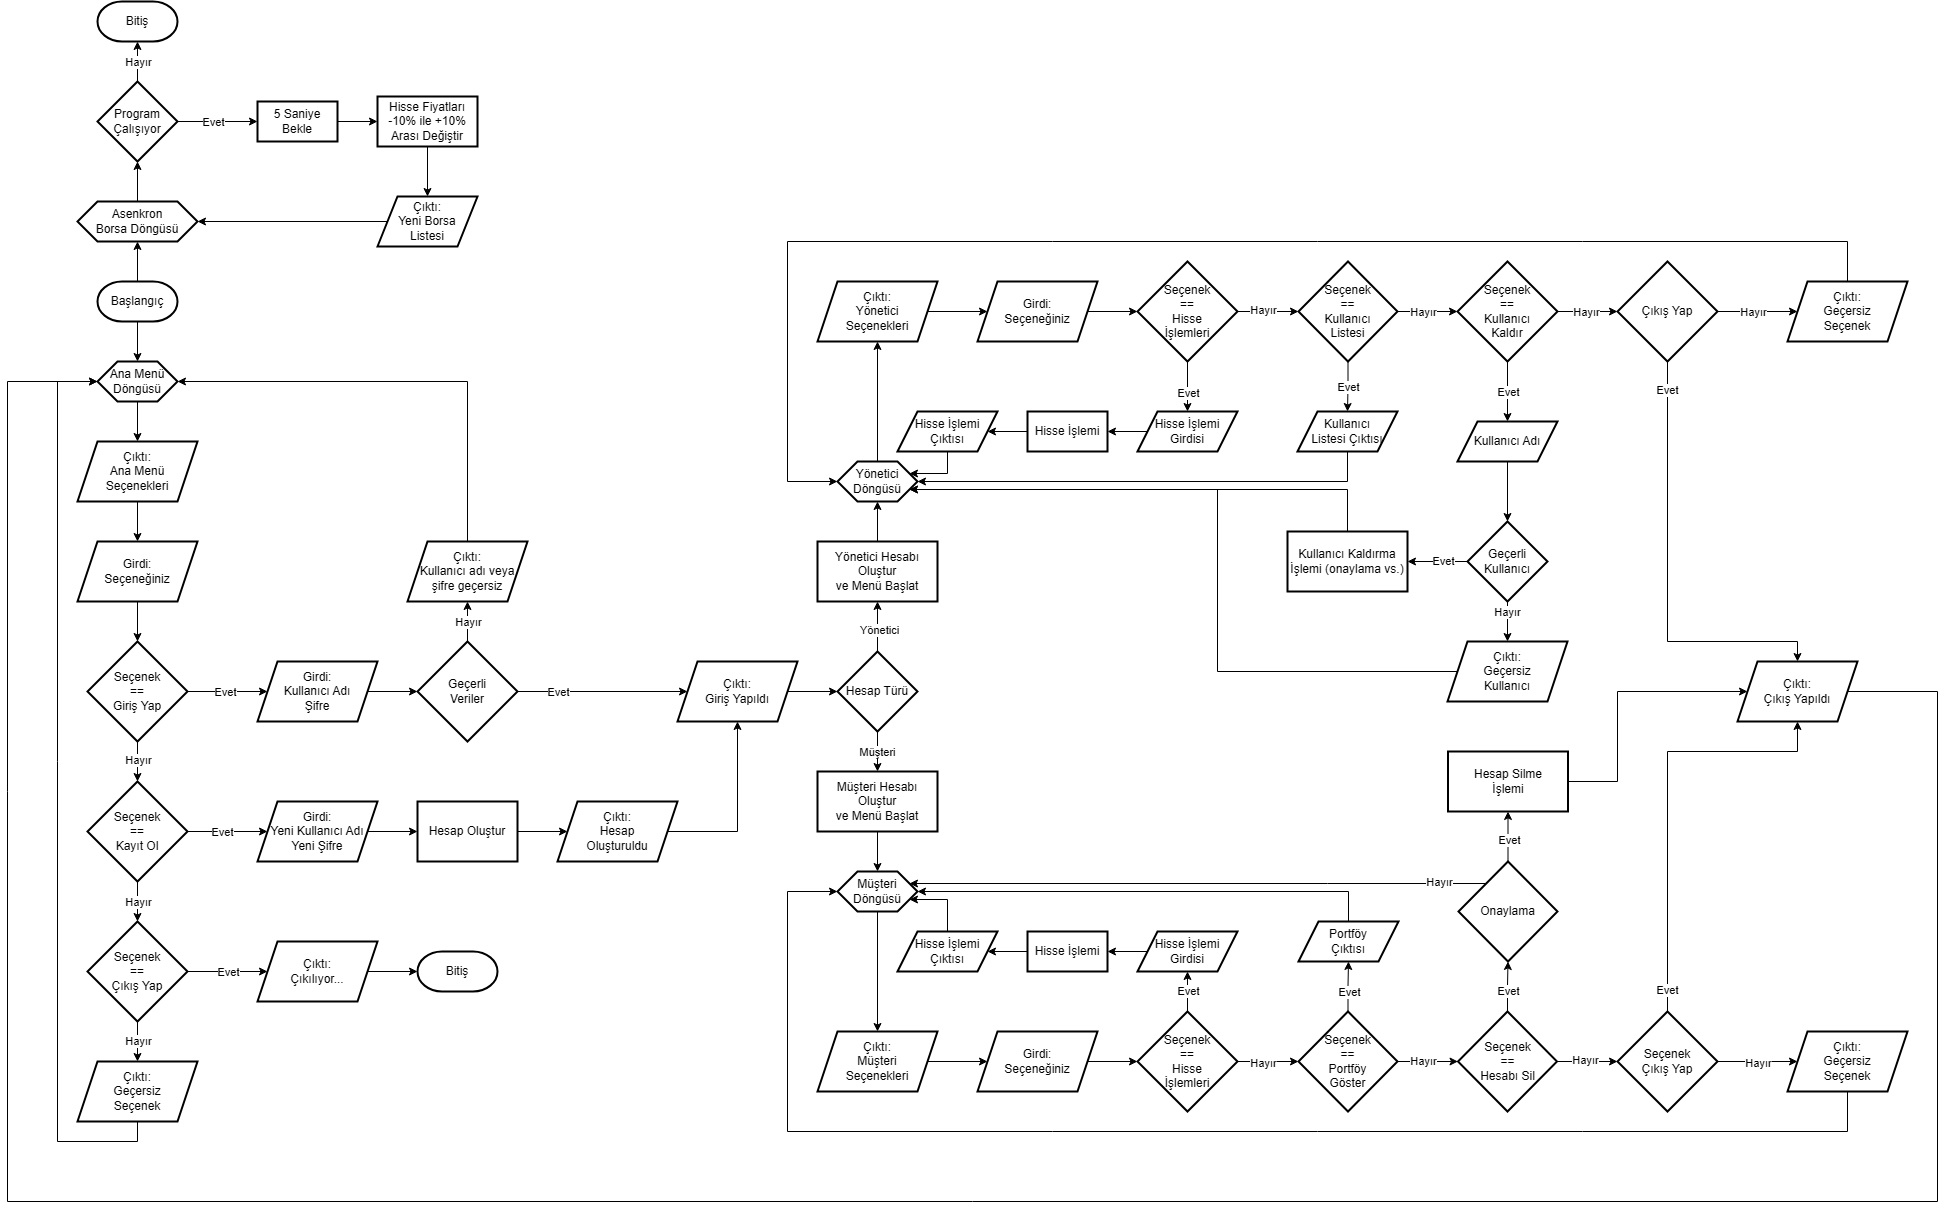 Bitiş
Hayır
Program
Çalışıyor
Evet
5 Saniye
Bekle
Hisse Fiyatları
-10% ile +10%
Arası Değiştir
Çıktı:
Yeni Borsa
Listesi
Asenkron
Borsa Döngüsü
Başlangıç
Ana Menü
Döngüsü
Çıktı:
Ana Menü
Seçenekleri
Girdi:
Seçeneğiniz
Seçenek
==
Giriş Yap
Evet
Girdi:
Kullanıcı Adı
Şifre
Geçerli
Veriler
Hayır
Çıktı:
Kullanıcı adı veya
şifre geçersiz
Evet
Çıktı:
Giriş Yapıldı
Hayır
Seçenek
==
Kayıt Ol
Evet
Girdi:
Yeni Kullanıcı Adı
Yeni Şifre
Hesap Oluştur
Çıktı:
Hesap
Oluşturuldu
Hayır
Seçenek
==
Çıkış Yap
Evet
Çıktı:
Çıkılıyor...
Bitiş
Hayır
Çıktı:
Geçersiz
Seçenek
Hesap Türü
Yönetici
Yönetici Hesabı
Oluştur
ve Menü Başlat
Yönetici
Döngüsü
Çıktı:
Yönetici
Seçenekleri
Girdi:
Seçeneğiniz
Seçenek
==
Hisse
İşlemleri
Hayır
Seçenek
==
Kullanıcı
Listesi
Hayır
Seçenek
==
Kullanıcı
Kaldır
Hayır
Çıkış Yap
Hayır
Çıktı:
Geçersiz
Seçenek
Evet
Hisse İşlemi
Girdisi
Hisse İşlemi
Hisse İşlemi
Çıktısı
Evet
Kullanıcı
Listesi Çıktısı
Evet
Kullanıcı Adı
Geçerli
Kullanıcı
Evet
Kullanıcı Kaldırma
İşlemi (onaylama vs.)
Hayır
Çıktı:
Geçersiz
Kullanıcı
Evet
Çıktı:
Çıkış Yapıldı
Müşteri
Müşteri Hesabı
Oluştur
ve Menü Başlat
Müşteri
Döngüsü
Çıktı:
Müşteri
Seçenekleri
Girdi:
Seçeneğiniz
Seçenek
==
Hisse
İşlemleri
Hayır
Seçenek
==
Portföy
Göster
Hayır
Seçenek
==
Hesabı Sil
Hayır
Seçenek
Çıkış Yap
Hayır
Çıktı:
Geçersiz
Seçenek
Evet
Hisse İşlemi
Girdisi
Hisse İşlemi
Hisse İşlemi
Çıktısı
Evet
Portföy
Çıktısı
Evet
Onaylama
Hayır
Evet
Hesap Silme
İşlemi
Evet